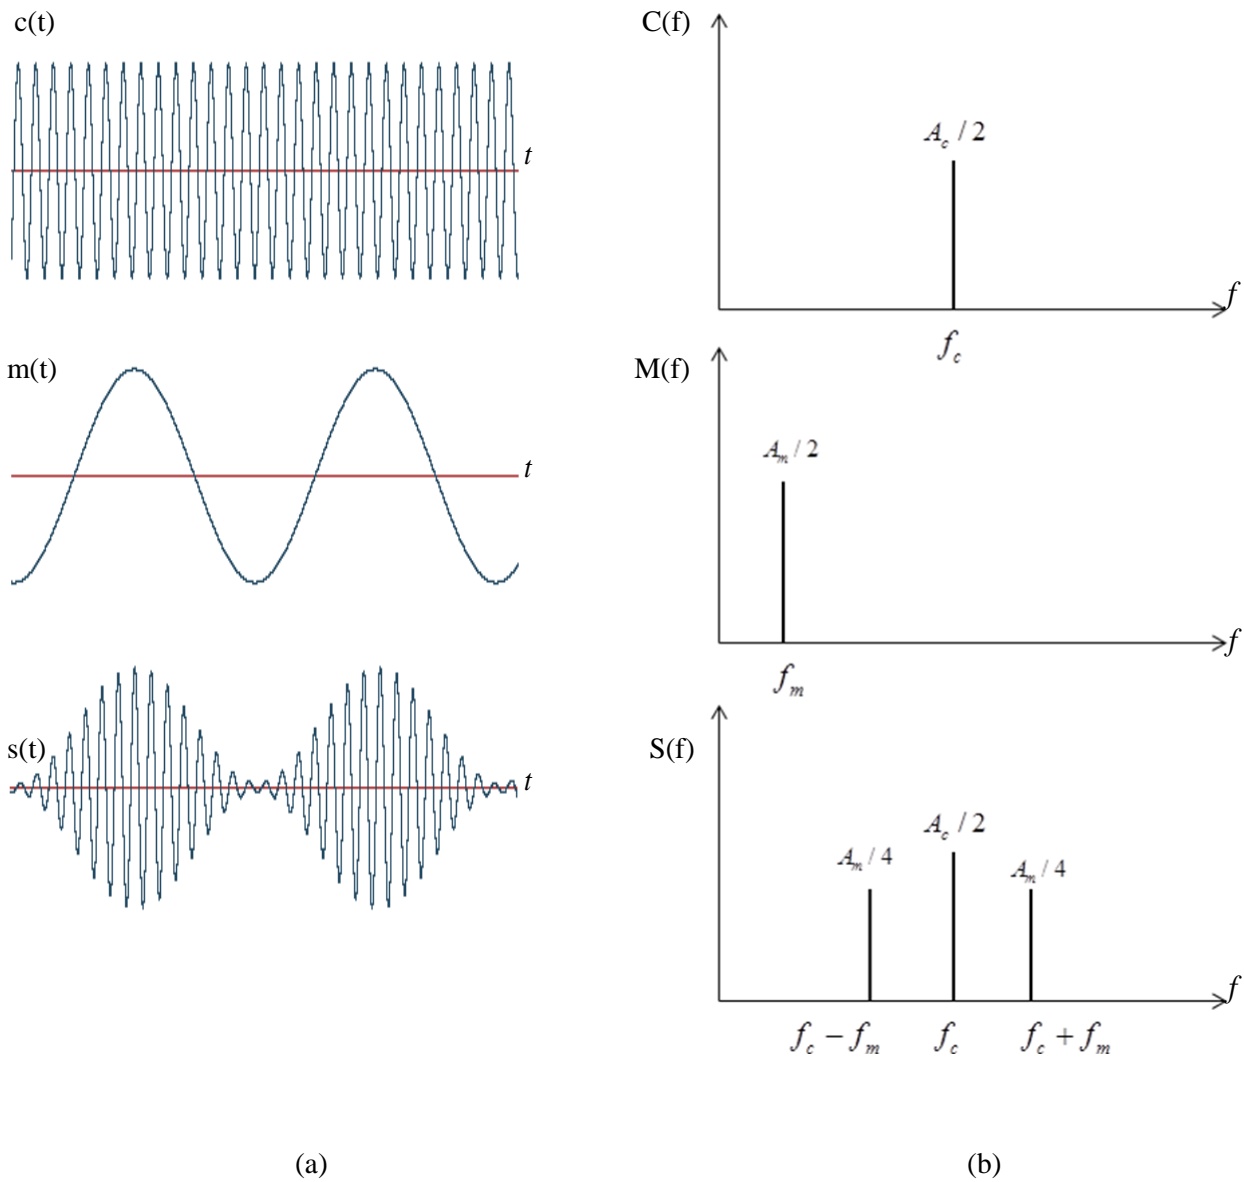 c(t)
t
m(t)
t
s(t)
t
(a)
C(f)
A_c / 2
f
f_c
M(f)
A_m / 2
f
f_m
S(f)
A_m / 4
A_c / 2
A_m / 4
f
f_c − f_m
f_c
f_c + f_m
(b)